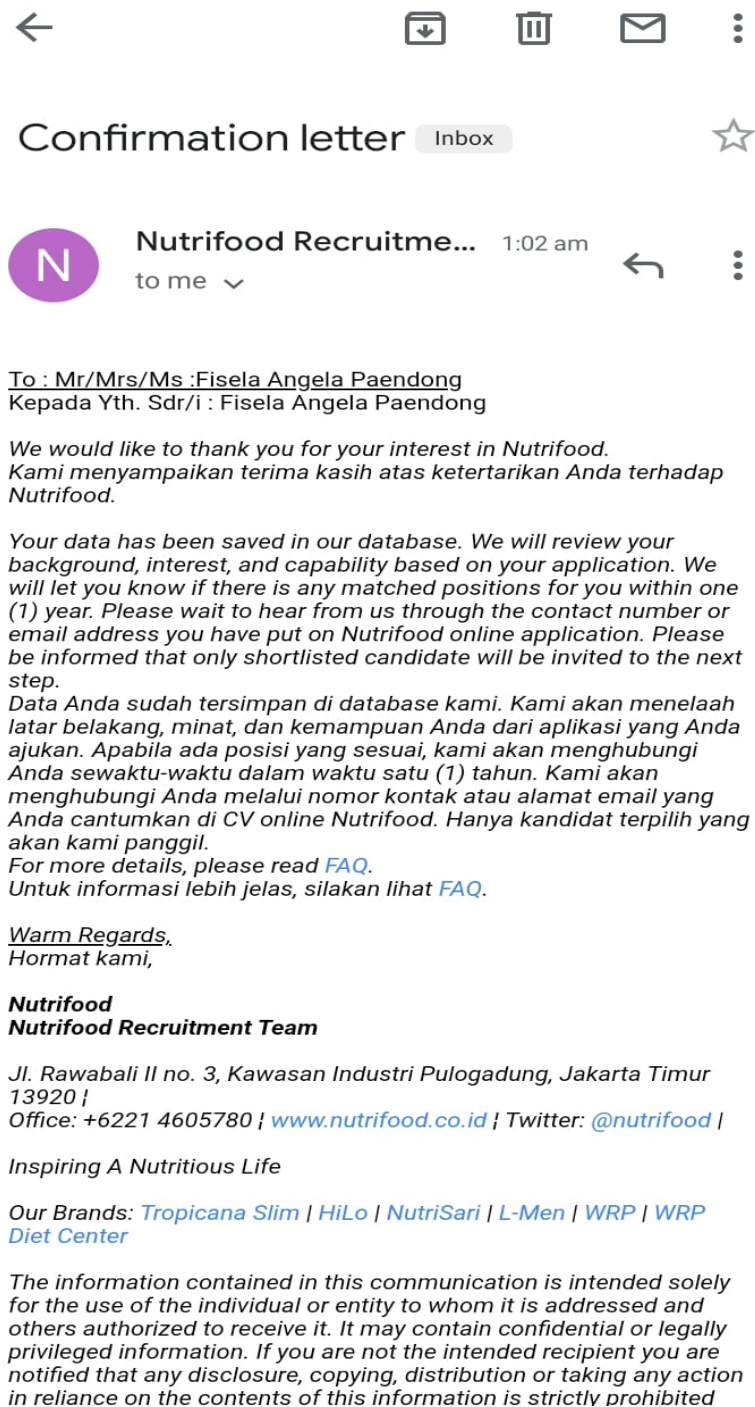 Confirmation letter Inbox
N
Nutrifood Recruitme... 1:02 am
to me
To : Mr/Mrs/Ms :Fisela Angela Paendong
Kepada Yth. Sdr/i : Fisela Angela Paendong
We would like to thank you for your interest in Nutrifood.
Kami menyampaikan terima kasih atas ketertarikan Anda terhadap
Nutrifood.
Your data has been saved in our database. We will review your
background, interest, and capability based on your application. We
will let you know if there is any matched positions for you within one
(1) year. Please wait to hear from us through the contact number or
email address you have put on Nutrifood online application. Please
be informed that only shortlisted candidate will be invited to the next
step.
Data Anda sudah tersimpan di database kami. Kami akan menelaah
latar belakang, minat, dan kemampuan Anda dari aplikasi yang Anda
ajukan. Apabila ada posisi yang sesuai, kami akan menghubungi
Anda sewaktu-waktu dalam waktu satu (1) tahun. Kami akan
menghubungi Anda melalui nomor kontak atau alamat email yang
Anda cantumkan di CV online Nutrifood. Hanya kandidat terpilih yang
akan kami panggil.
For more details, please read FAQ.
Untuk informasi lebih jelas, silakan lihat FAQ.
Warm Regards,
Hormat kami,
Nutrifood
Nutrifood Recruitment Team
Jl. Rawabali II no. 3, Kawasan Industri Pulogadung, Jakarta Timur
13920 ¦
Office: +6221 4605780 ¦ www.nutrifood.co.id ¦ Twitter: @nutrifood |
Inspiring A Nutritious Life
Our Brands: Tropicana Slim | HiLo | NutriSari | L-Men | WRP | WRP
Diet Center
The information contained in this communication is intended solely
for the use of the individual or entity to whom it is addressed and
others authorized to receive it. It may contain confidential or legally
privileged information. If you are not the intended recipient you are
notified that any disclosure, copying, distribution or taking any action
in reliance on the contents of this information is strictly prohibited